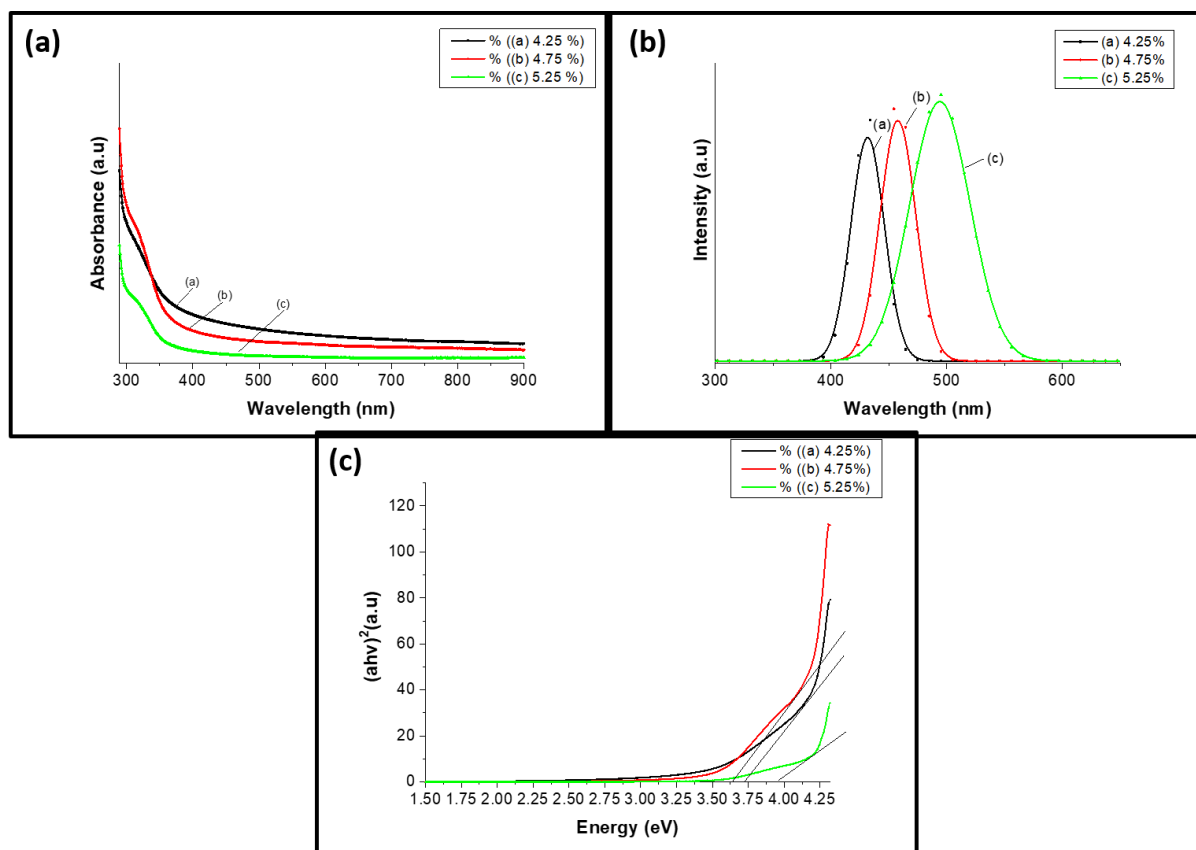 (a)
% ((a) 4.25 %)
% ((b) 4.75 %)
% ((c) 5.25 %)
Absorbance (a.u)
(a)
(b)
(c)
300 400 500 600 700 800 900
Wavelength (nm)
(b)
(a) 4.25%
(b) 4.75%
(c) 5.25%
Intensity (a.u)
(a)
(b)
(c)
300 400 500 600
Wavelength (nm)
(c)
% ((a) 4.25%)
% ((b) 4.75%)
% ((c) 5.25%)
(ahv)²(a.u)
120
100
80
60
40
20
0
1.50 1.75 2.00 2.25 2.50 2.75 3.00 3.25 3.50 3.75 4.00 4.25
Energy (eV)